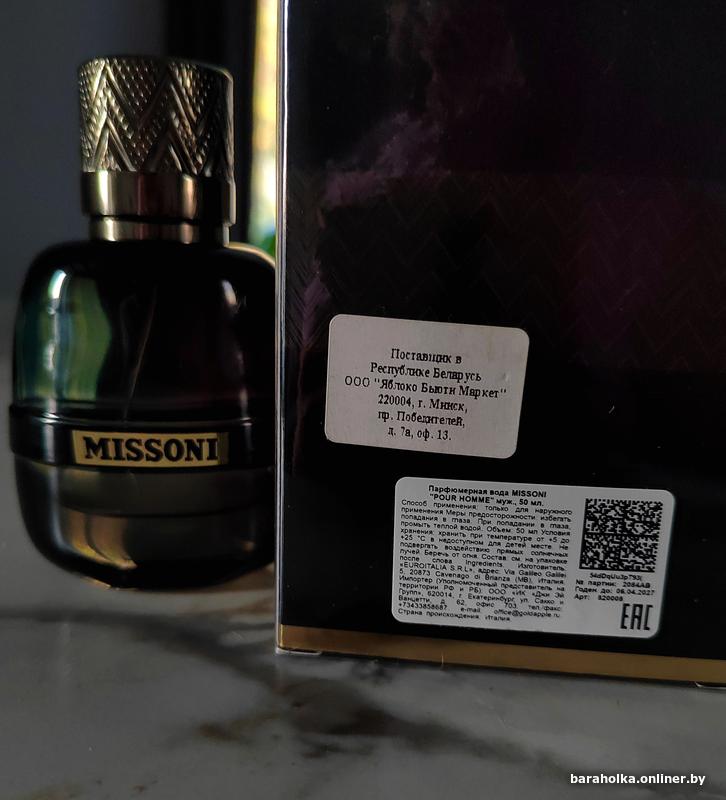 MISSONI
Поставщик в
Республике Беларусь
ООО "Яблоко Бьюти Маркет"
220004, г. Минск,
пр. Победителей,
д. 7а, оф. 13.
Парфюмерная вода MISSONI
"POUR HOMME" муж., 50 мл.
Способ применения: только для наружного
применения Меры предосторожности избегать
попадания в глаза. При попадании в глаза,
промыть теплой водой. Объем: 50 мл Условия
хранения: хранить при температуре от +5 до
+25 °C в недоступном для детей месте. Не
подвергать воздействию прямых солнечных
лучей. Беречь от огня. Состав: см. на упаковке
после слова Ingredients. Изготовитель:
«EUROITALIA S.R.L», адрес: Via Galileo Galilei
5, 20873 Cavenago di Brianza (MB), Италия.
Импортер (Уполномоченный представитель на
территории РФ и РБ): ООО «ИК «Джи Эй
Групп», 620014, г. Екатеринбург, ул. Сакко и
Ванцетти, д. 62, офис 703, тел./факс:
+73433858687, e-mail: office@goldapple.ru.
Страна происхождения: Италия.
№ партии: 2084AB
Годен до: 06.04.2027
Арт: 820008
EAC
baraholka.onliner.by